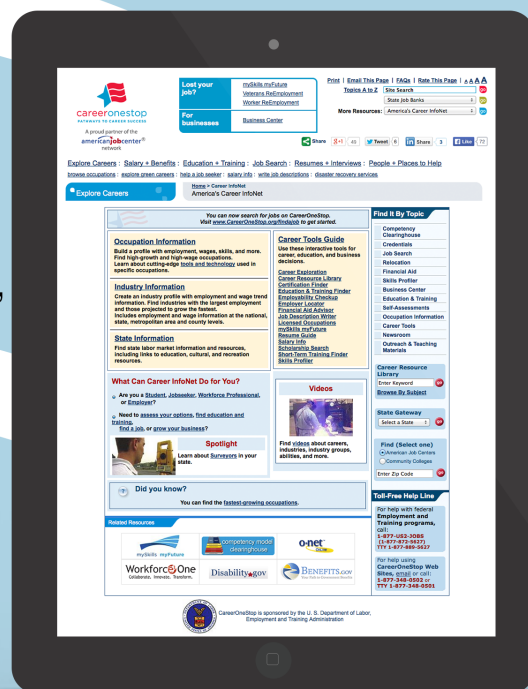 careeronestop
PATHWAYS TO CAREER SUCCESS
A proud partner of the
americanjobcenter®
network
Lost your
job?
mySkills myFuture
Veterans ReEmployment
Worker ReEmployment
For
businesses
Business Center
Print | Email This Page | FAQs | Rate This Page | A A A A
Topics A to Z
Site Search
GO
State Job Banks
GO
More Resources:
America's Career InfoNet
GO
Share
+1
Tweet
6
Share
3
Like
72
Explore Careers : Salary + Benefits : Education + Training : Job Search : Resumes + Interviews : People + Places to Help
browse occupations : explore green careers : help a job seeker : salary info : write job descriptions : disaster recovery services
Explore Careers
Home > Career InfoNet
America's Career InfoNet
You can now search for jobs on CareerOneStop.
Visit www.CareerOneStop.org/findajob to get started.
Occupation Information
Build a profile with employment, wages, skills, and more.
Find high-growth and high-wage occupations.
Learn about cutting-edge tools and technology used in
specific occupations.
Industry Information
Create an industry profile with employment and wage trend
information. Find industries with the largest employment
and those projected to grow the fastest.
Includes employment and wage information at the national,
state, metropolitan area and county levels.
State Information
Find state labor market information and resources,
including links to education, cultural, and recreation
resources.
Career Tools Guide
Use these interactive tools for
career, education, and business
decisions.
Career Exploration
Career Resource Library
Certification Finder
Education & Training Finder
Employability Checkup
Employer Locator
Financial Aid Advisor
Job Description Writer
Licensed Occupations
mySkills myFuture
Resume Guide
Salary Info
Scholarship Search
Short-Term Training Finder
Skills Profiler
What Can Career InfoNet Do for You?
Are you a Student, Jobseeker, Workforce Professional,
or Employer?
Need to assess your options, find education and
training,
find a job, or grow your business?
Spotlight
Learn about Surveyors in your
state.
Videos
Find videos about careers,
industries, industry groups,
abilities, and more.
Did you know?
You can find the fastest-growing occupations.
Related Resources
mySkills myFuture
competency model
clearinghouse
o·net
Workforce One
Collaborate, Innovate, Transform.
Disability.gov
BENEFITS.GOV
Find It By Topic
Competency
Clearinghouse
Credentials
Job Search
Relocation
Financial Aid
Skills Profiler
Business Center
Education & Training
Self-Assessments
Occupation Information
Career Tools
Newsroom
Outreach & Teaching
Materials
Career Resource
Library
Enter Keyword
GO
Browse By Subject
State Gateway
Select a State
GO
Find (Select one)
American Job Centers
Community Colleges
Enter Zip Code
GO
Toll-Free Help Line
For help with federal
Employment and
Training programs,
call:
1-877-US2-JOBS
(1-877-872-5627)
TTY 1-877-889-5627
For help using
CareerOneStop Web
Sites, email or call:
1-877-348-0502 or
TTY 1-877-348-0501
CareerOneStop is sponsored by the U. S. Department of Labor,
Employment and Training Administration